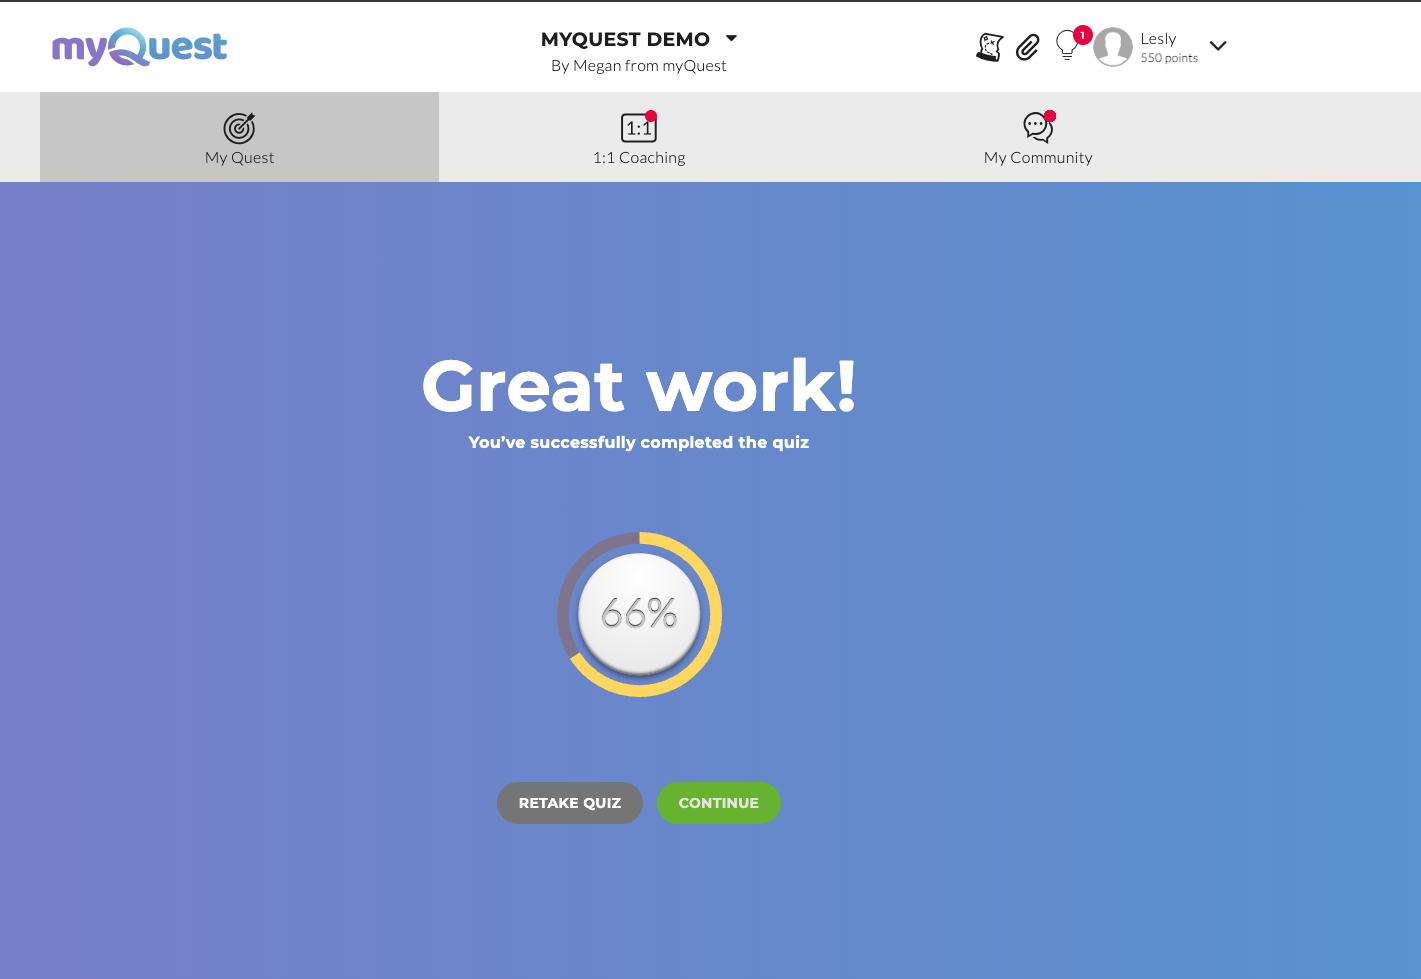 myQuest
MYQUEST DEMO
By Megan from myQuest
1
Lesly
550 points
My Quest
1:1
1:1 Coaching
My Community
Great work!
You've successfully completed the quiz
66%
RETAKE QUIZ
CONTINUE